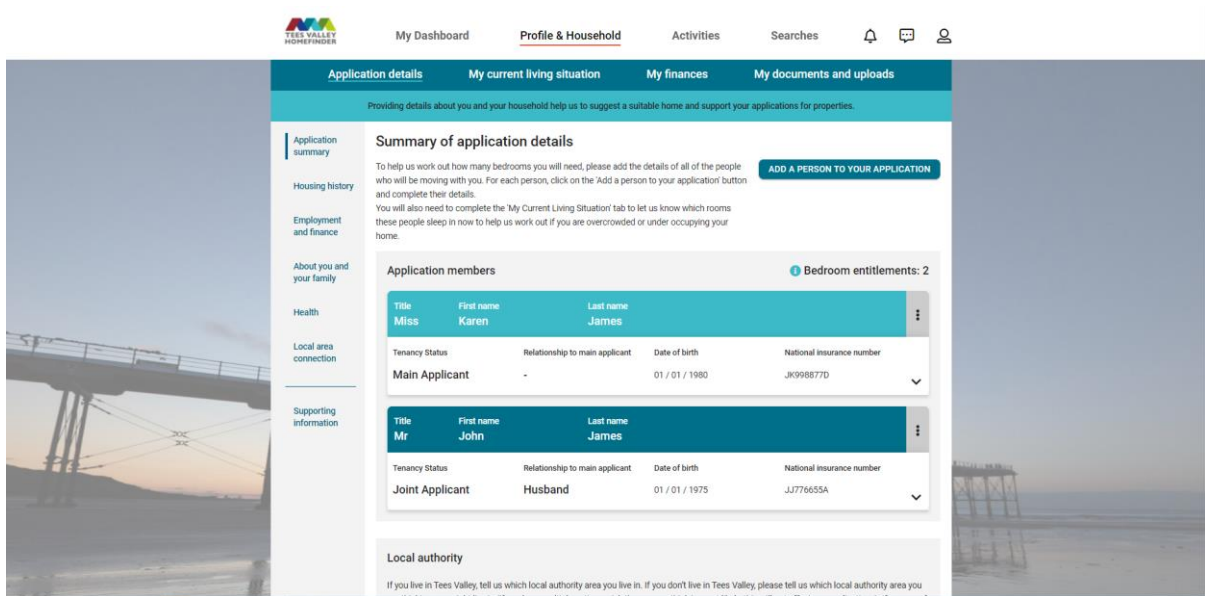 TEES VALLEY
HOMEFINDER
My Dashboard
Profile & Household
Activities
Searches
Application details
My current living situation
My finances
My documents and uploads
Providing details about you and your household help us to suggest a suitable home and support your applications for properties.
Application
summary
Housing history
Employment
and finance
About you and
your family
Health
Local area
connection
Supporting
information
Summary of application details
To help us work out how many bedrooms you will need, please add the details of all of the people
who will be moving with you. For each person, click on the 'Add a person to your application' button
and complete their details.
You will also need to complete the 'My Current Living Situation' tab to let us know which rooms
these people sleep in now to help us work out if you are overcrowded or under occupying your
home.
ADD A PERSON TO YOUR APPLICATION
Application members
Bedroom entitlements: 2
Title First name Last name
Miss Karen James
Tenancy Status Relationship to main applicant Date of birth National insurance number
Main Applicant - 01 / 01 / 1980 JK998877D
Title First name Last name
Mr John James
Tenancy Status Relationship to main applicant Date of birth National insurance number
Joint Applicant Husband 01 / 01 / 1975 JJ776655A
Local authority
If you live in Tees Valley, tell us which local authority area you live in. If you don't live in Tees Valley, please tell us which local authority area you